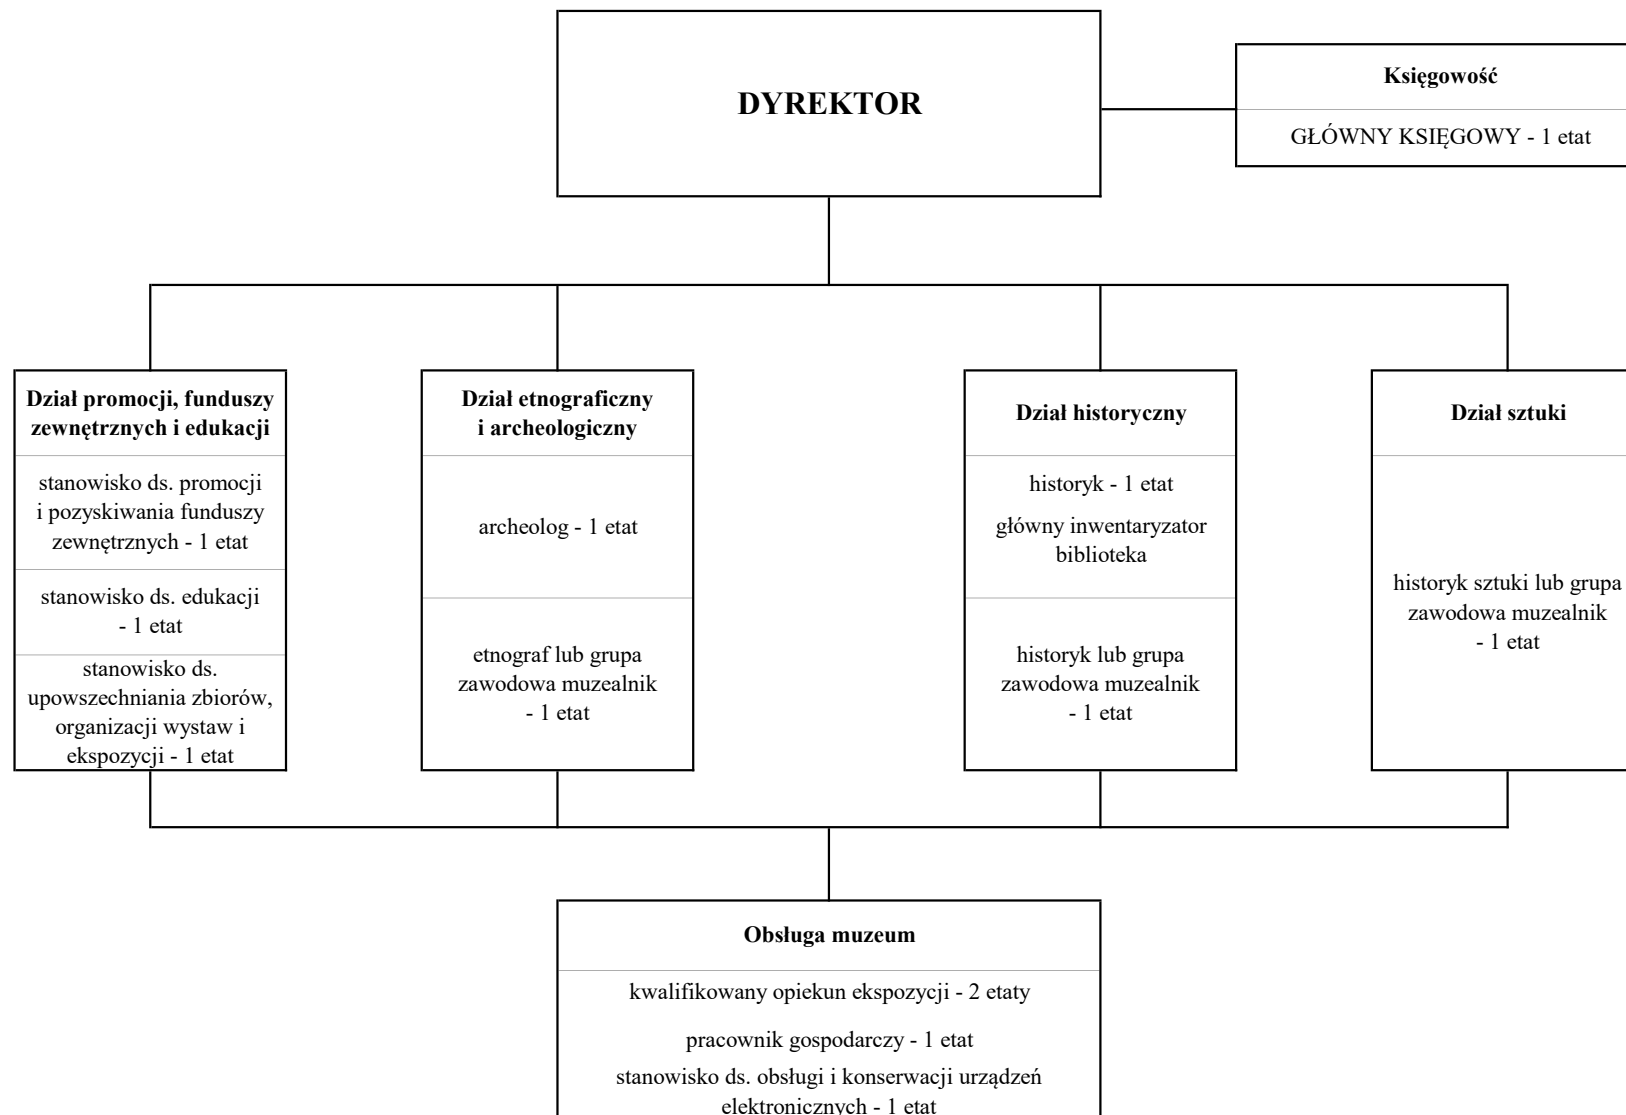 DYREKTOR
Księgowość
GŁÓWNY KSIĘGOWY - 1 etat
Dział promocji, funduszy
zewnętrznych i edukacji
stanowisko ds. promocji
i pozyskiwania funduszy
zewnętrznych - 1 etat
stanowisko ds. edukacji
- 1 etat
stanowisko ds.
upowszechniania zbiorów,
organizacji wystaw i
ekspozycji - 1 etat
Dział etnograficzny
i archeologiczny
archeolog - 1 etat
etnograf lub grupa
zawodowa muzealnik
- 1 etat
Dział historyczny
historyk - 1 etat
główny inwentaryzator
biblioteka
historyk lub grupa
zawodowa muzealnik
- 1 etat
Dział sztuki
historyk sztuki lub grupa
zawodowa muzealnik
- 1 etat
Obsługa muzeum
kwalifikowany opiekun ekspozycji - 2 etaty
pracownik gospodarczy - 1 etat
stanowisko ds. obsługi i konserwacji urządzeń
elektronicznych - 1 etat